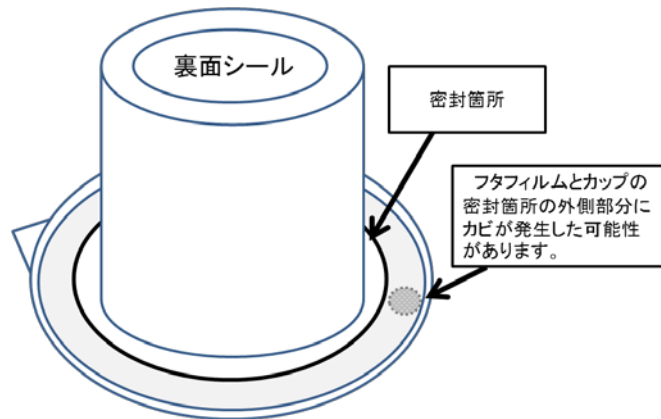 裏面シール
密封箇所
フタフィルムとカップの
密封箇所の外側部分に
カビが発生した可能性
があります。